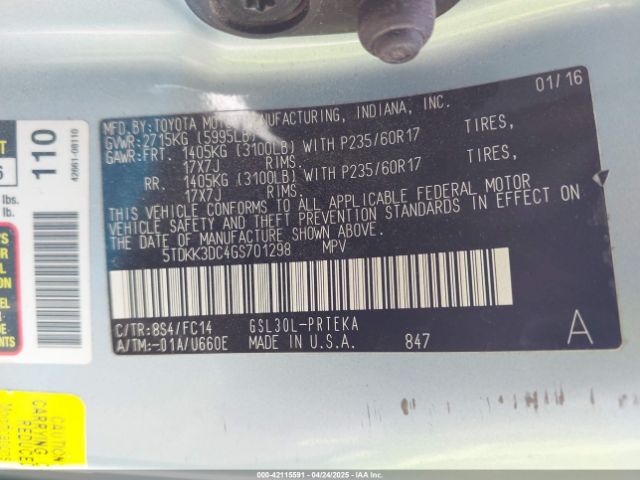 01/16
MFD. BY: TOYOTA MOTOR MANUFACTURING, INDIANA, INC.
GVWR: 2715KG (5995LB)
GAWR: FRT. 1405KG (3100LB) WITH P235/60R17 TIRES,
17X7J RIMS.
RR. 1405KG (3100LB) WITH P235/60R17 TIRES,
17X7J RIMS.
THIS VEHICLE CONFORMS TO ALL APPLICABLE FEDERAL MOTOR
VEHICLE SAFETY AND THEFT PREVENTION STANDARDS IN EFFECT ON
THE DATE OF MANUFACTURE SHOWN ABOVE.
5TDKK3DC4GS701298 MPV
C/TR: 8S4/FC14 GSL30L-PRTEKA
A/TM: -01A/U660E MADE IN U.S.A. 847 A
110
42661-08110
lbs.
lb.
CAUTION
REDUCE
000-42115591 - 04/24/2025 - IAA Inc.